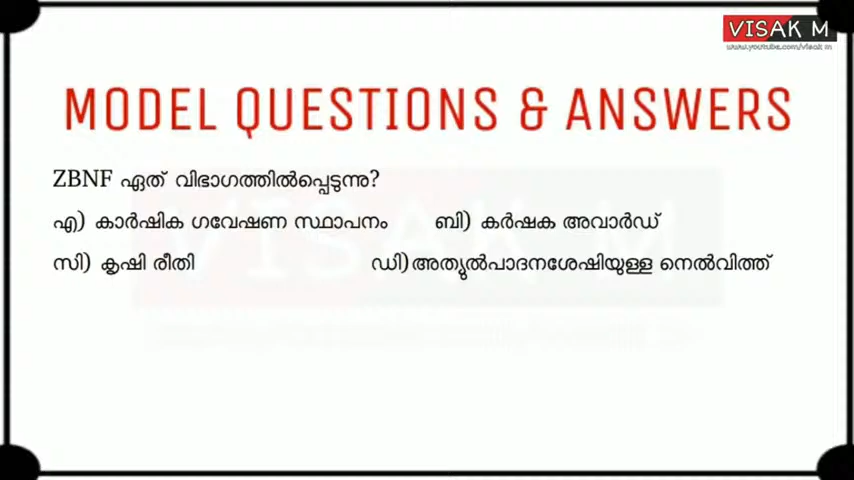 VISAK M
www.youtube.com/visak m
MODEL QUESTIONS & ANSWERS
ZBNF ഏത് വിഭാഗത്തിൽപ്പെടുന്നു?
എ) കാർഷിക ഗവേഷണ സ്ഥാപനം ബി) കർഷക അവാർഡ്
സി) കൃഷി രീതി ഡി)അത്യുൽപാദനശേഷിയുള്ള നെൽവിത്ത്
VISAK M